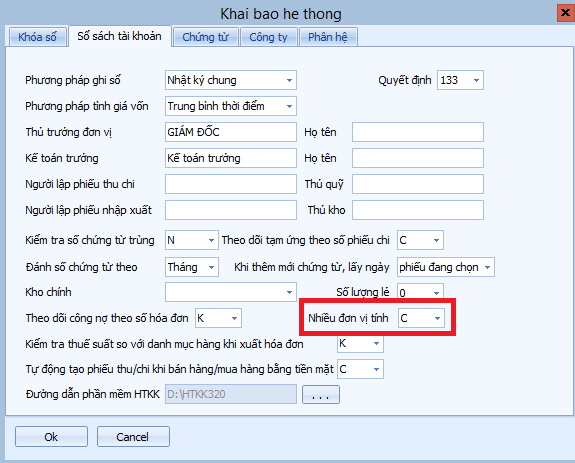 Khai bao he thong
Khóa sổ Sổ sách tài khoản Chứng từ Công ty Phân hệ
Phương pháp ghi sổ Nhật ký chung Quyết định 133
Phương pháp tình giá vốn Trung bình thời điểm
Thủ trưởng đơn vị GIÁM ĐỐC Họ tên
Kế toán trưởng Kế toán trưởng Họ tên
Người lập phiếu thu chi Thủ quỹ
Người lập phiếu nhập xuất Thủ kho
Kiểm tra số chứng từ trùng N Theo dõi tạm ứng theo số phiếu chi C
Đánh số chứng từ theo Tháng Khi thêm mới chứng từ, lấy ngày phiếu đang chọn
Kho chính Số lượng lẻ 0
Theo dõi công nợ theo số hóa đơn K Nhiều đơn vị tính C
Kiểm tra thuế suất so với danh mục hàng khi xuất hóa đơn K
Tự động tạo phiếu thu/chi khi bán hàng/mua hàng bằng tiền mặt C
Đường dẫn phần mềm HTKK D:\HTKK320 ...
Ok Cancel